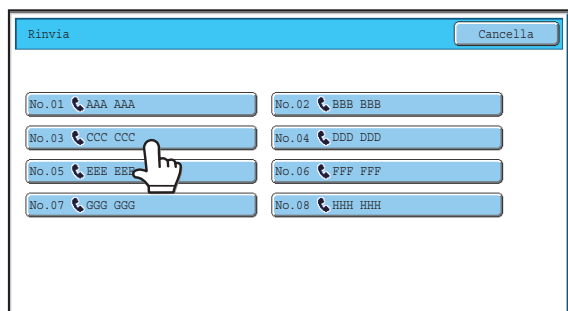 Rinvia Cancella
No.01 AAA AAA No.02 BBB BBB
No.03 CCC CCC No.04 DDD DDD
No.05 EEE EEE No.06 FFF FFF
No.07 GGG GGG No.08 HHH HHH